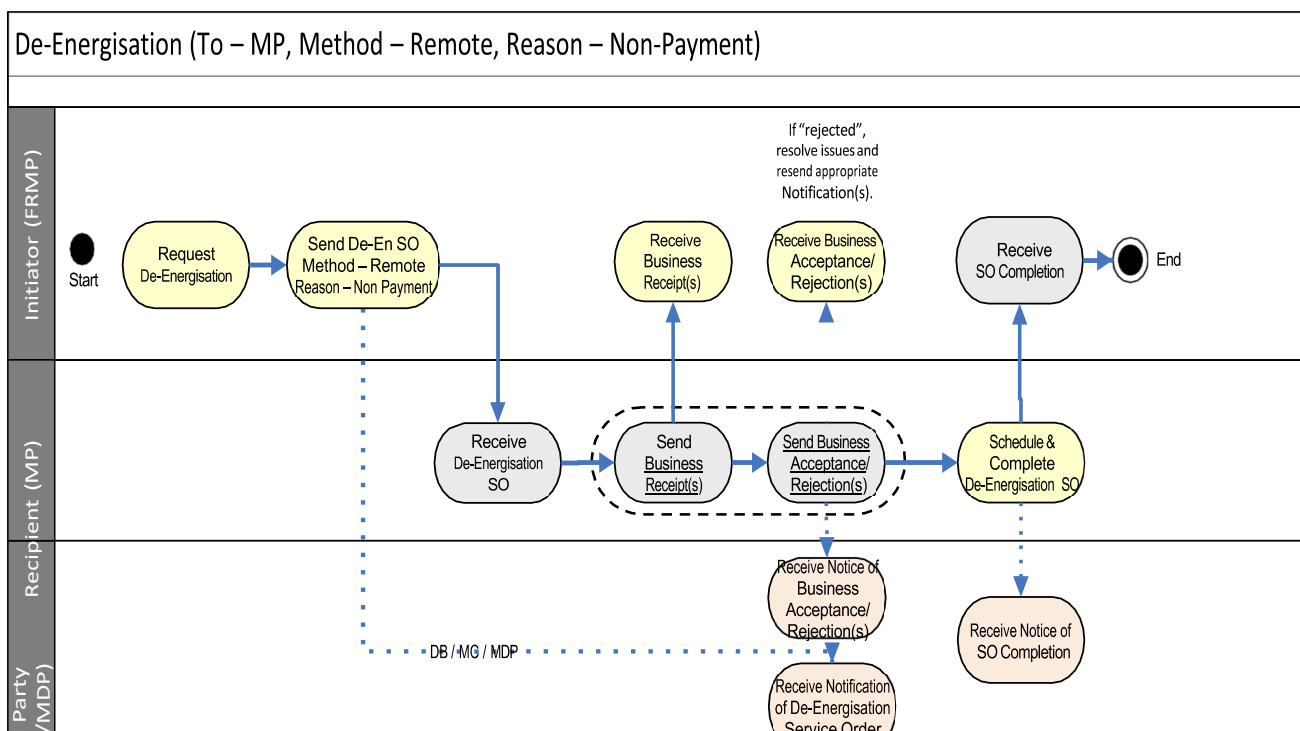 De-Energisation (To – MP, Method – Remote, Reason – Non-Payment)
Initiator (FRMP)
If “rejected”,
resolve issues and
resend appropriate
Notification(s).
Start
Request
De-Energisation
Send De-En SO
Method – Remote
Reason – Non Payment
Receive
Business
Receipt(s)
Receive Business
Acceptance/
Rejection(s)
Receive
SO Completion
End
Recipient (MP)
Receive
De-Energisation
SO
Send
Business
Receipt(s)
Send Business
Acceptance/
Rejection(s)
Schedule &
Complete
De-Energisation SO
Party
/MDP)
Receive Notice of
Business
Acceptance/
Rejection(s)
Receive Notice of
SO Completion
DB / MC / MDP
Receive Notification
of De-Energisation
Service Order